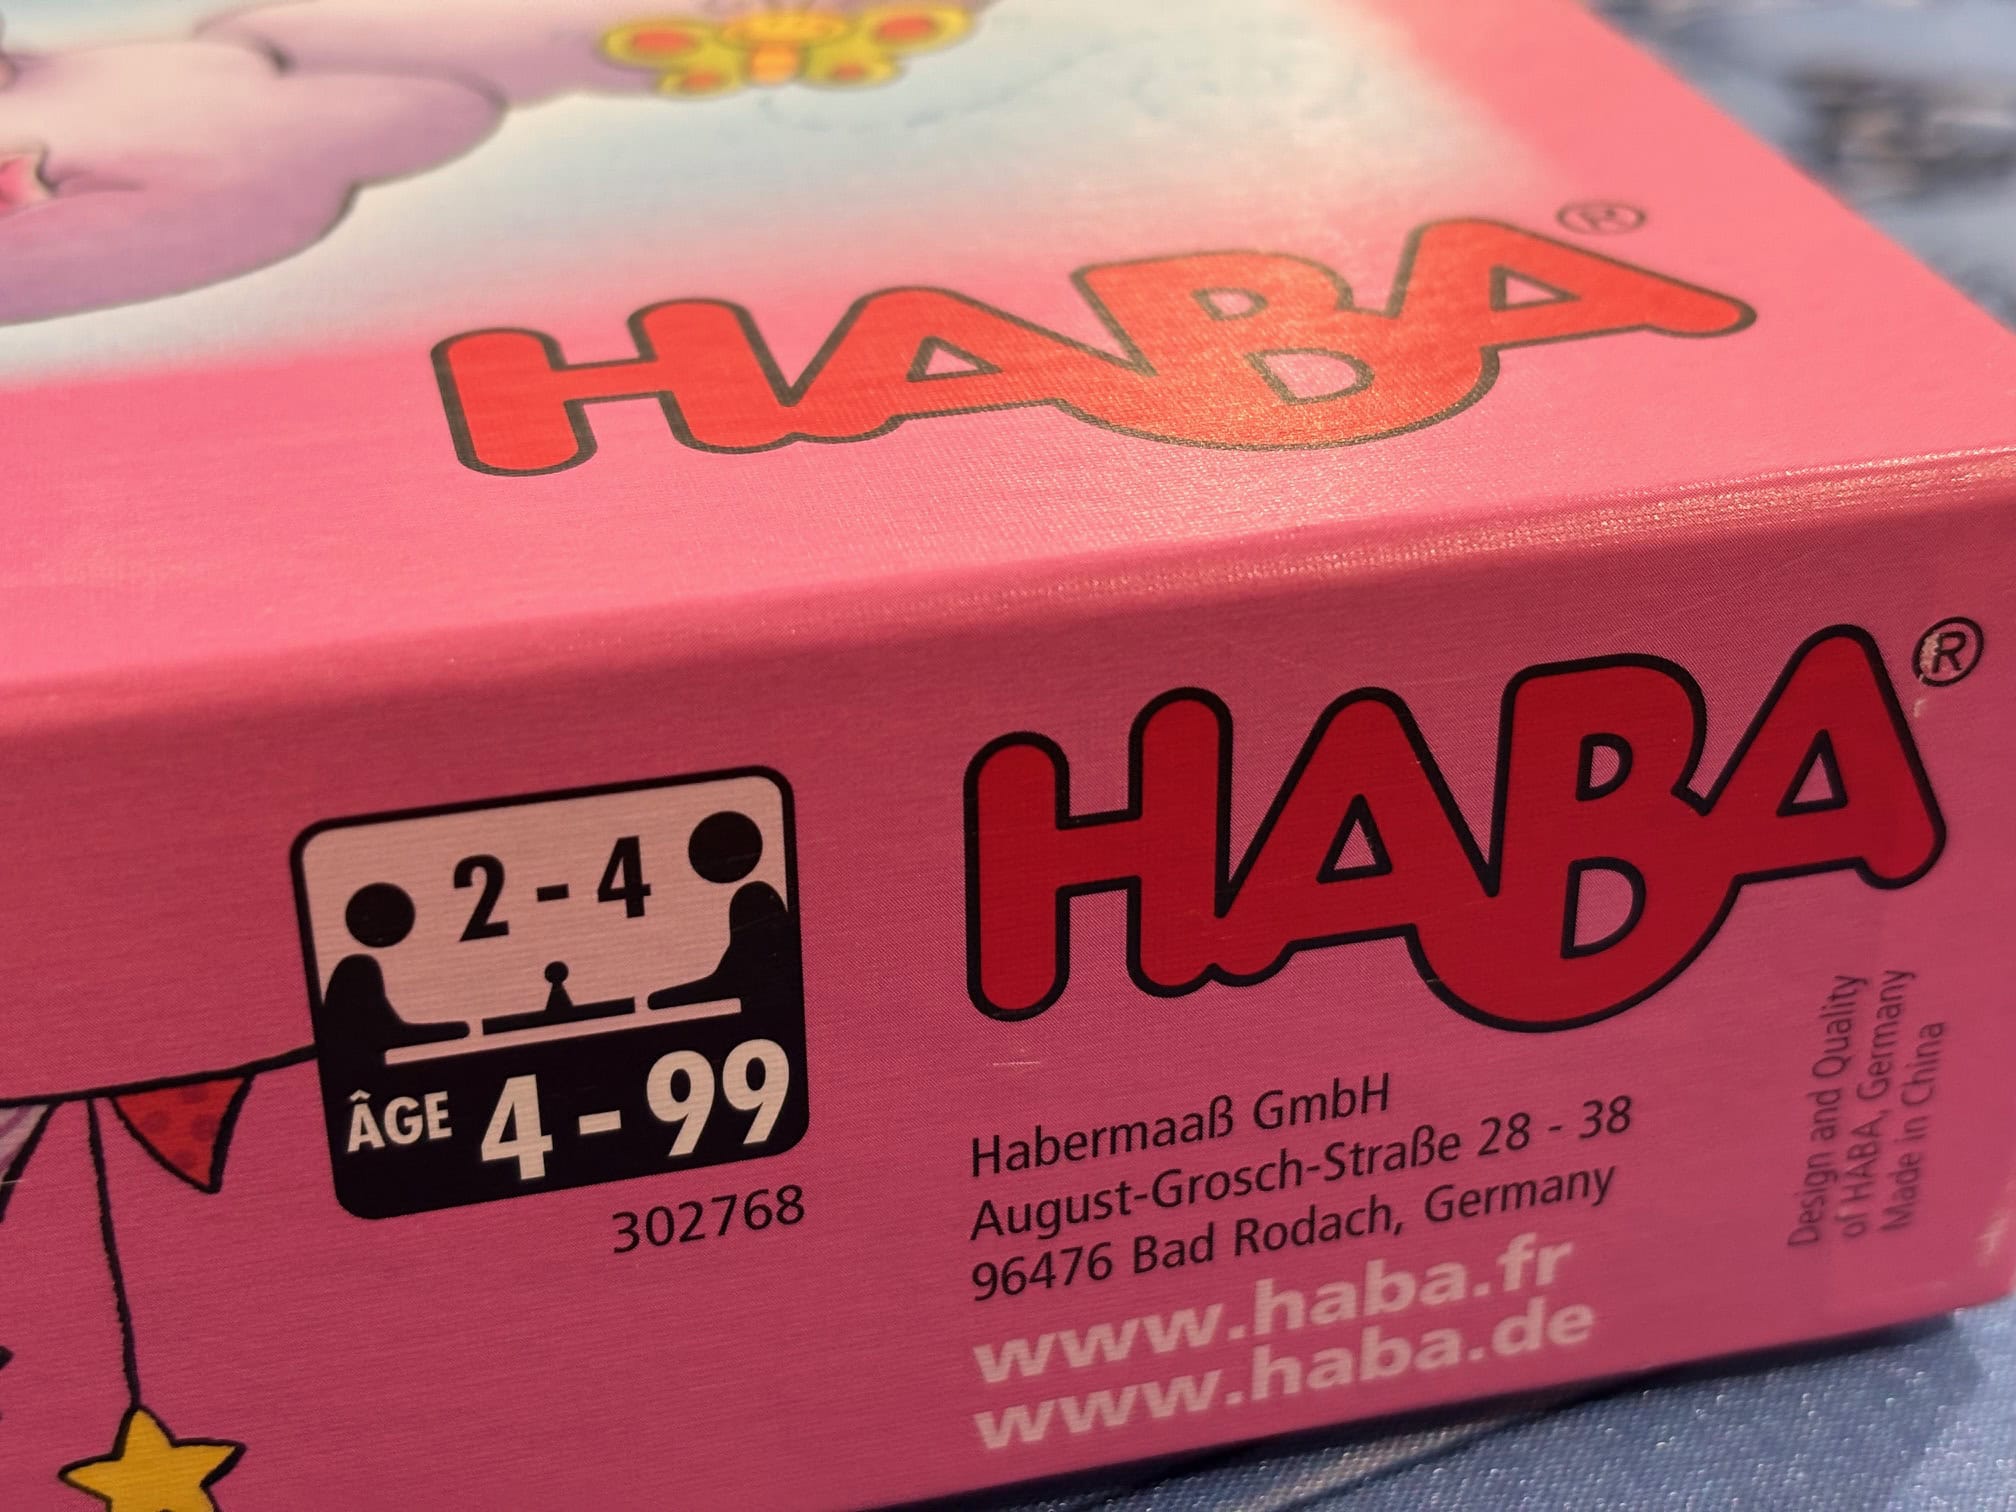 HABA®
HABA®
2 - 4
ÂGE 4 - 99
302768
Habermaaß GmbH
August-Grosch-Straße 28 - 38
96476 Bad Rodach, Germany
www.haba.fr
www.haba.de
Design and Quality
of HABA, Germany
Made in China